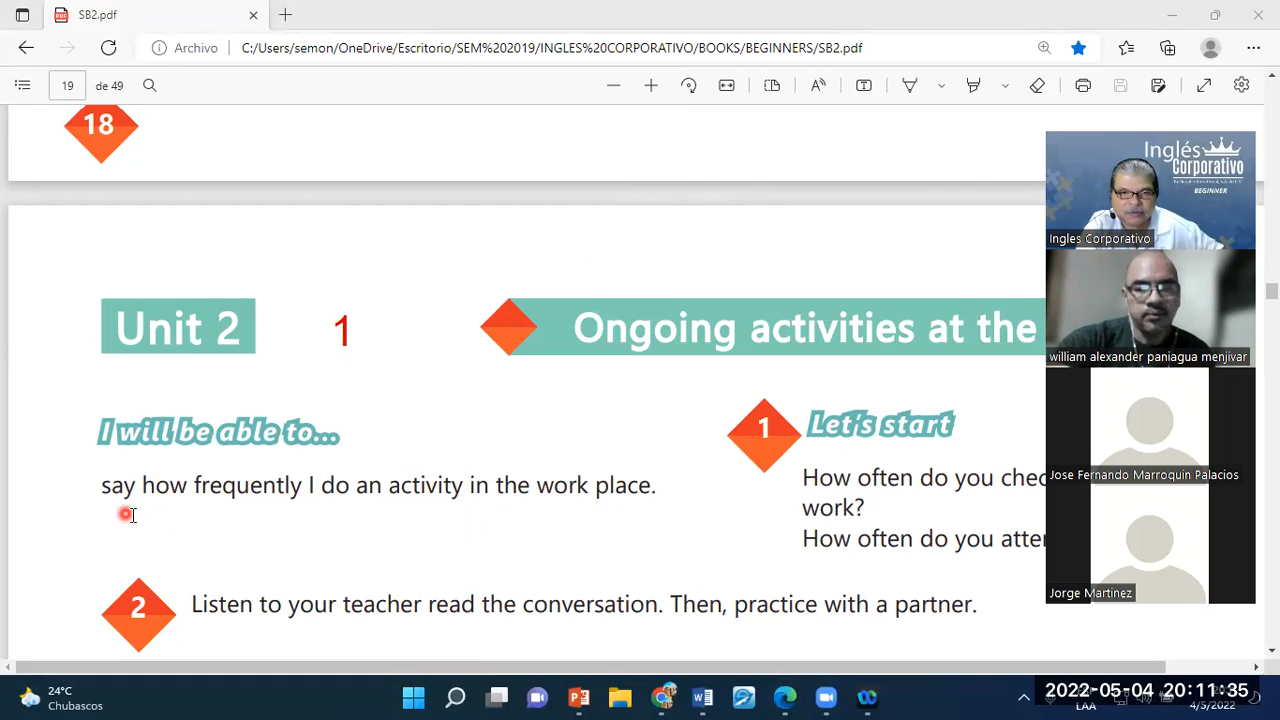 SB2.pdf
Archivo
C:/Users/semon/OneDrive/Escritorio/SEM%202019/INGLES%20CORPORATIVO/BOOKS/BEGINNERS/SB2.pdf
19 de 49
18
Inglés
Corporativo
BEGINNER
Ingles Corporativo
Unit 2 1 Ongoing activities at the
william alexander paniagua menjivar
I will be able to...
1 Let's start
say how frequently I do an activity in the work place.
How often do you chec
work?
How often do you atter
Jose Fernando Marroquin Palacios
2 Listen to your teacher read the conversation. Then, practice with a partner.
Jorge Martinez
24°C
Chubascos
2022-05-04 20:11:35
LAA
4/5/2022